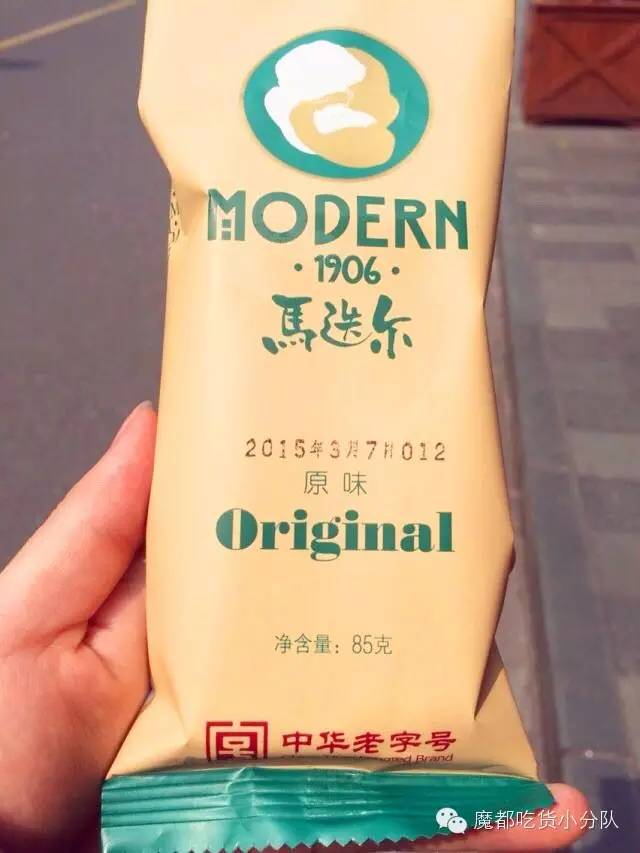 MODERN
·1906·
馬迭尔
2015年3月7日012
原味
Original
净含量：85克
中华老字号
Brand
魔都吃货小分队